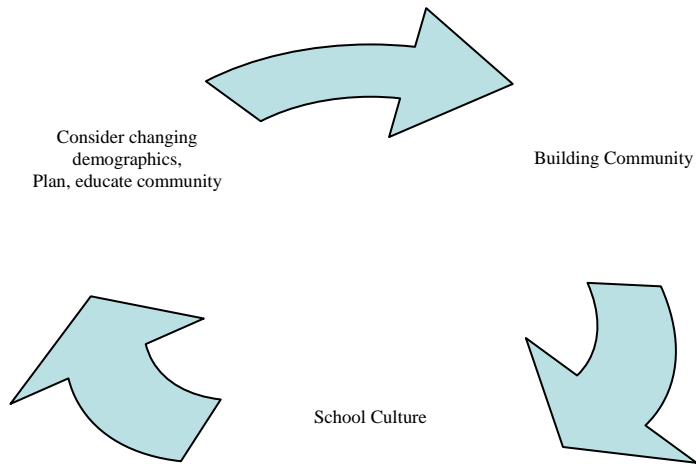 Consider changing
demographics,
Plan, educate community
Building Community
School Culture